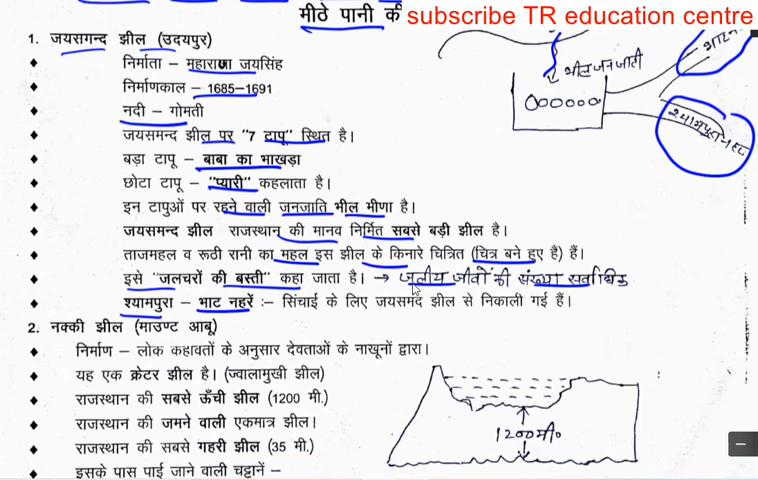 मीठे पानी की
subscribe TR education centre
1. जयसमन्द झील (उदयपुर)
निर्माता – महाराजा जयसिंह
निर्माणकाल – 1685–1691
नदी – गोमती
जयसमन्द झील पर "7 टापू" स्थित है।
बड़ा टापू – बाबा का भाखड़ा
छोटा टापू – "प्यारी" कहलाता है।
इन टापुओं पर रहने वाली जनजाति भील मीणा है।
जयसमन्द झील राजस्थान की मानव निर्मित सबसे बड़ी झील है।
ताजमहल व रूठी रानी का महल इस झील के किनारे चित्रित (चित्र बने हुए है) हैं।
इसे "जलचरों की बस्ती" कहा जाता है। → जलीय जीवों की संख्या सर्वाधिक
श्यामपुरा – भाट नहरें :– सिंचाई के लिए जयसमंद झील से निकाली गई हैं।
भील जनजाति
2. नक्की झील (माउण्ट आबू)
निर्माण – लोक कहावतों के अनुसार देवताओं के नाखूनों द्वारा।
यह एक क्रेटर झील है। (ज्वालामुखी झील)
राजस्थान की सबसे ऊँची झील (1200 मी.)
राजस्थान की जमने वाली एकमात्र झील।
राजस्थान की सबसे गहरी झील (35 मी.)
इसके पास पाई जाने वाली चट्टानें –
1200मी०